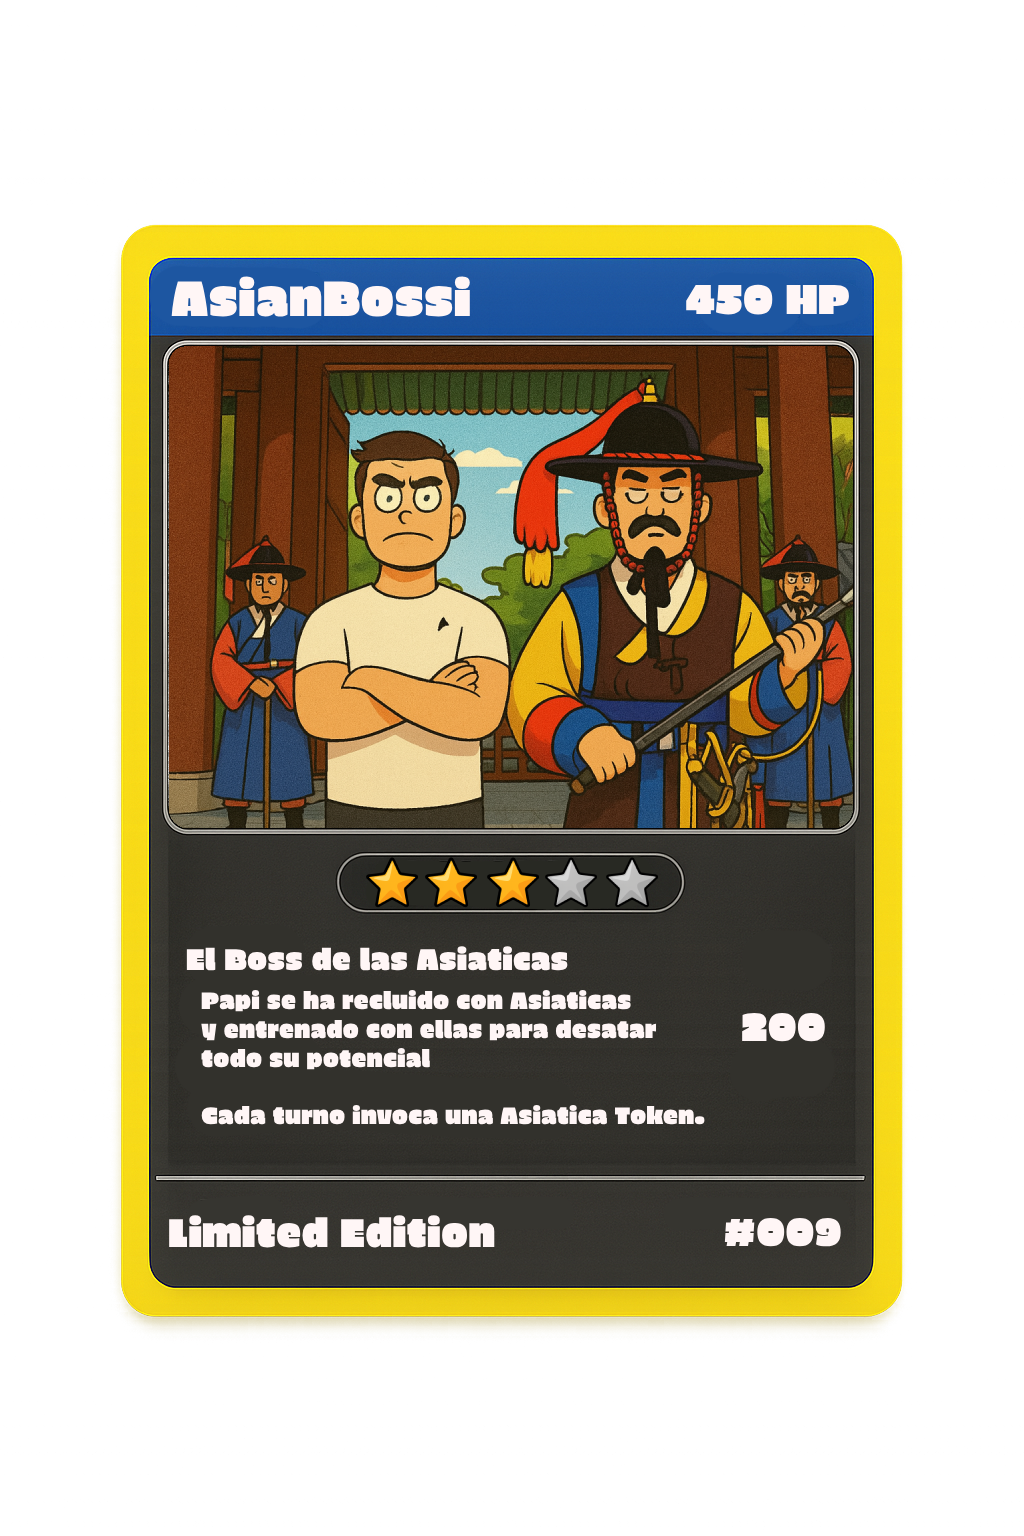 AsianBossi
450 HP
El Boss de las Asiaticas
Papi se ha recluido con Asiaticas
y entrenado con ellas para desatar
todo su potencial
200
Cada turno invoca una Asiatica Token.
Limited Edition
#009